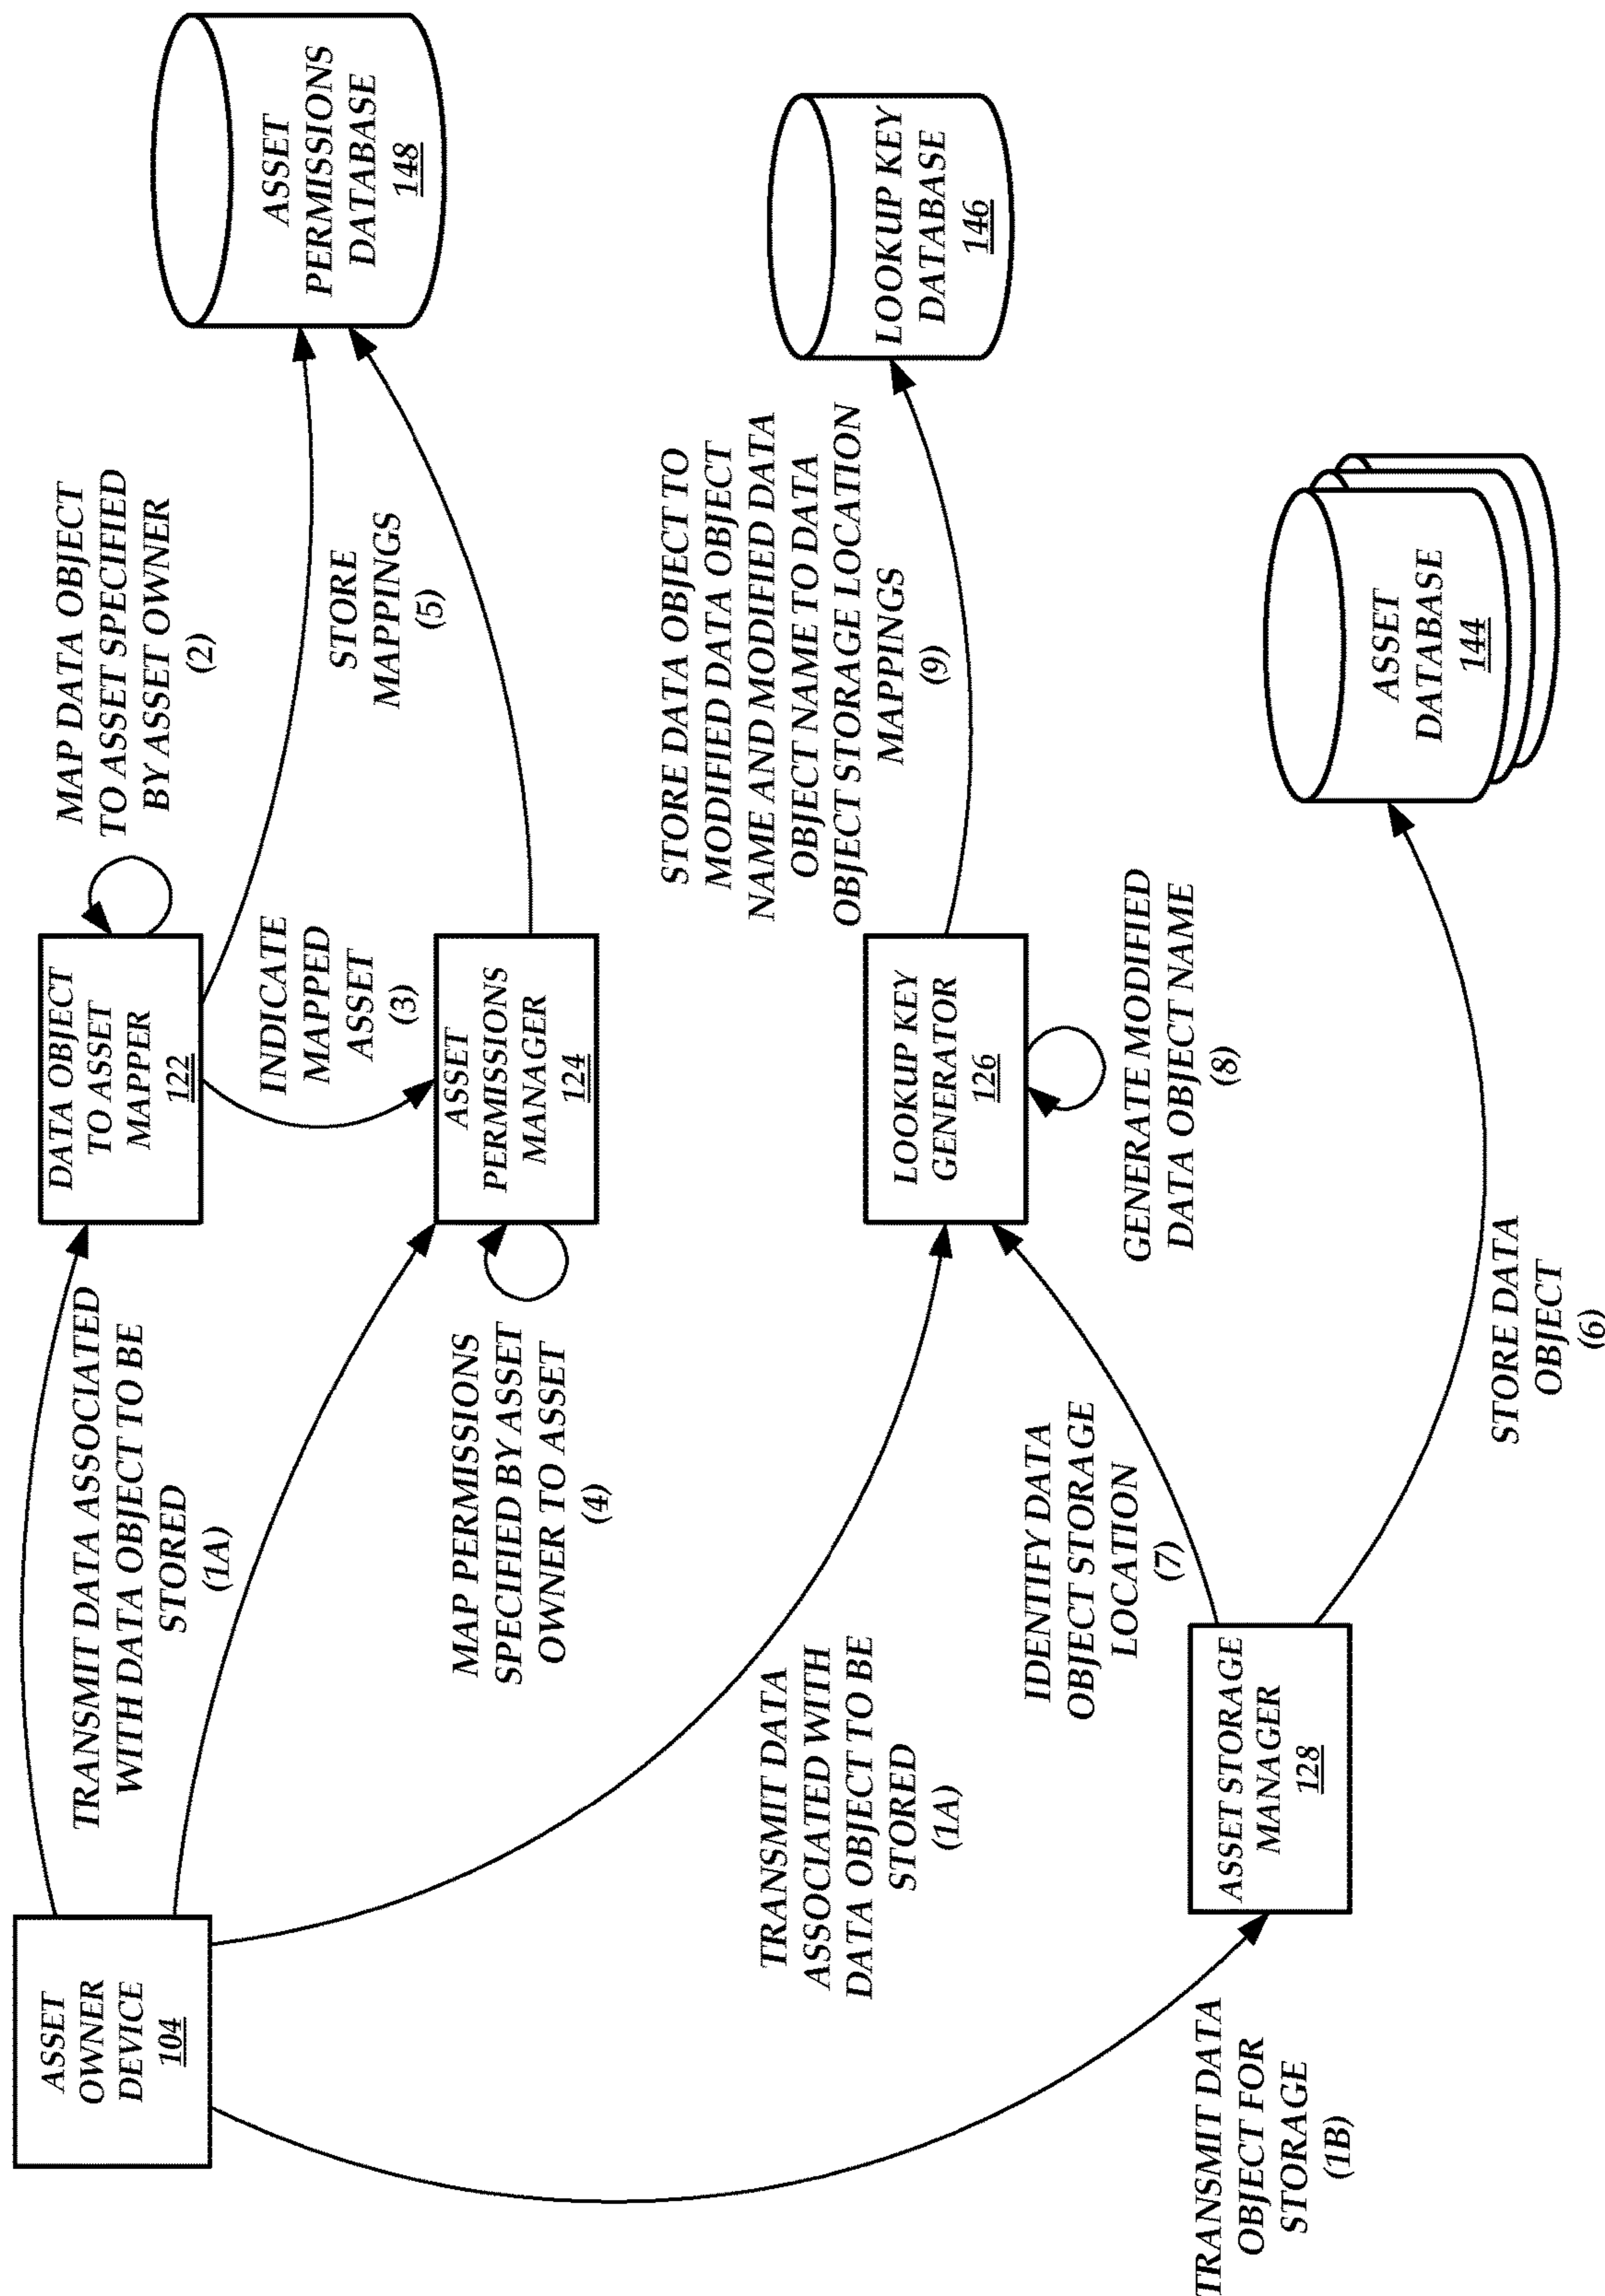 ASSET
OWNER
DEVICE
104
TRANSMIT DATA ASSOCIATED
WITH DATA OBJECT TO BE
STORED
(1A)
DATA OBJECT
TO ASSET
MAPPER
122
MAP DATA OBJECT
TO ASSET SPECIFIED
BY ASSET OWNER
(2)
INDICATE
MAPPED
ASSET
(3)
STORE
MAPPINGS
(5)
ASSET
PERMISSIONS
DATABASE
148
MAP PERMISSIONS
SPECIFIED BY ASSET
OWNER TO ASSET
(4)
ASSET
PERMISSIONS
MANAGER
124
TRANSMIT DATA
ASSOCIATED WITH
DATA OBJECT TO BE
STORED
(1A)
LOOKUP KEY
GENERATOR
126
STORE DATA OBJECT TO
MODIFIED DATA OBJECT
NAME AND MODIFIED DATA
OBJECT NAME TO DATA
OBJECT STORAGE LOCATION
MAPPINGS
(9)
LOOKUP KEY
DATABASE
146
IDENTIFY DATA
OBJECT STORAGE
LOCATION
(7)
GENERATE MODIFIED
DATA OBJECT NAME
(8)
TRANSMIT DATA
OBJECT FOR
STORAGE
(1B)
ASSET STORAGE
MANAGER
128
STORE DATA
OBJECT
(6)
ASSET
DATABASE
144